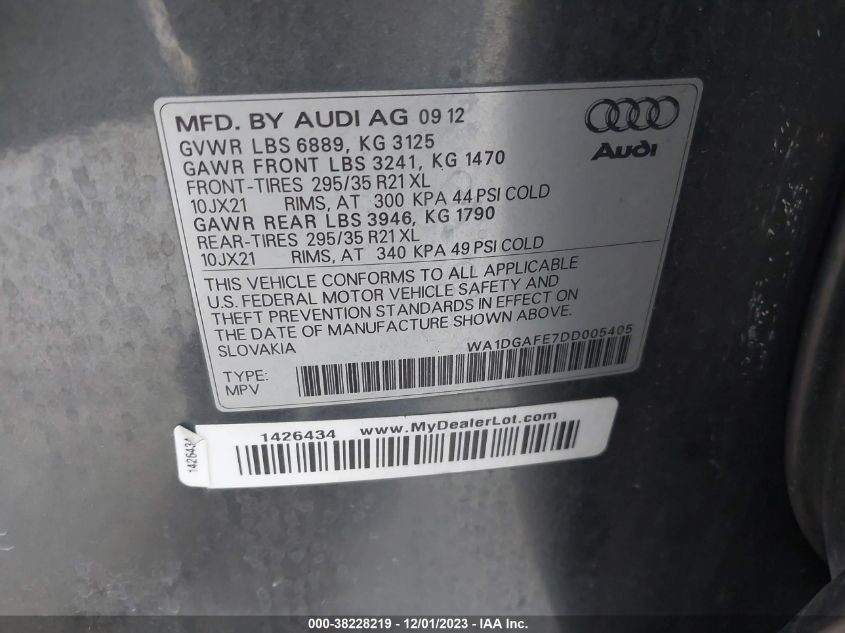 MFD. BY AUDI AG 09 12
GVWR LBS 6889, KG 3125
GAWR FRONT LBS 3241, KG 1470
FRONT-TIRES 295/35 R21 XL
10JX21 RIMS, AT 300 KPA 44 PSI COLD
GAWR REAR LBS 3946, KG 1790
REAR-TIRES 295/35 R21 XL
10JX21 RIMS, AT 340 KPA 49 PSI COLD
Audi
THIS VEHICLE CONFORMS TO ALL APPLICABLE
U.S. FEDERAL MOTOR VEHICLE SAFETY AND
THEFT PREVENTION STANDARDS IN EFFECT ON
THE DATE OF MANUFACTURE SHOWN ABOVE.
SLOVAKIA
WA1DGAFE7DD005405
TYPE:
MPV
1426434 www.MyDealerLot.com
1426434
000-38228219 - 12/01/2023 - IAA Inc.